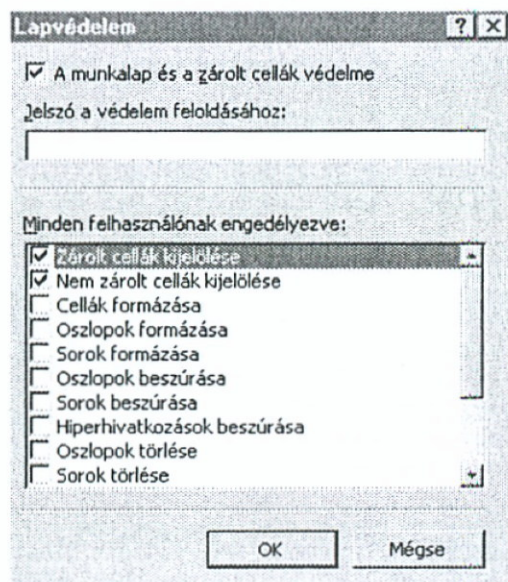 Lapvédelem
A munkalap és a zárolt cellák védelme
Jelszó a védelem feloldásához:
Minden felhasználónak engedélyezve:
Zárolt cellák kijelölése
Nem zárolt cellák kijelölése
Cellák formázása
Oszlopok formázása
Sorok formázása
Oszlopok beszúrása
Sorok beszúrása
Hiperhivatkozások beszúrása
Oszlopok törlése
Sorok törlése
OK Mégse